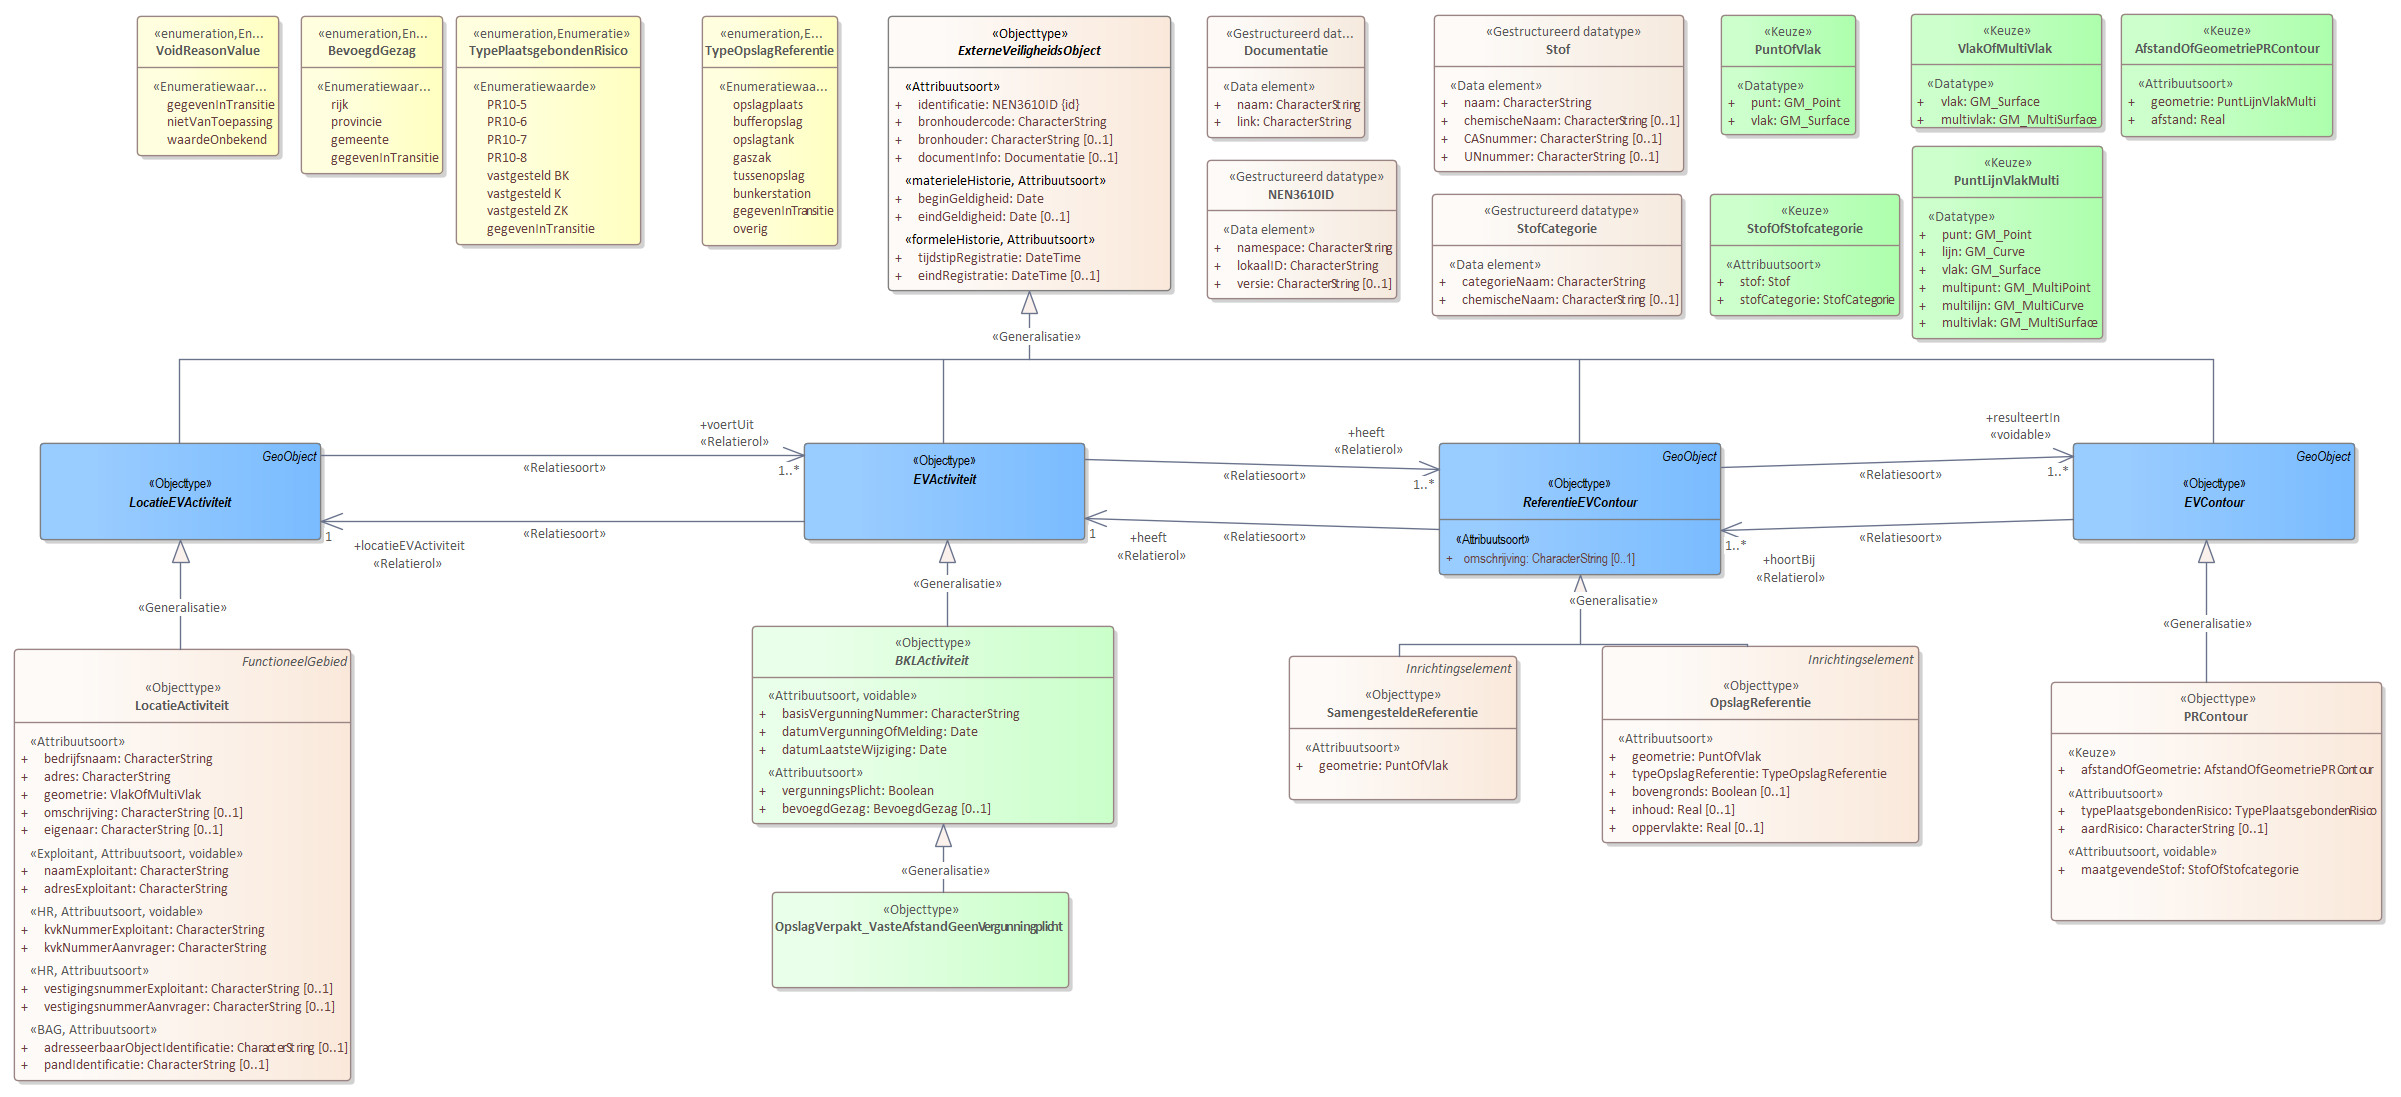 «enumeration,En...
VoidReasonValue
«Enumeratiewaar...
gegevenInTransitie
nietVanToepassing
waardeOnbekend
«enumeration,En...
BevoegdGezag
«Enumeratiewaar...
rijk
provincie
gemeente
gegevenInTransitie
«enumeration,Enumeratie»
TypePlaatsgebondenRisico
«Enumeratiewaarde»
PR10-5
PR10-6
PR10-7
PR10-8
vastgesteld BK
vastgesteld K
vastgesteld ZK
gegevenInTransitie
«enumeration,E...
TypeOpslagReferentie
«Enumeratiewaa...
opslagplaats
bufferopslag
opslagtank
gaszak
tussenopslag
bunkerstation
gegevenInTransitie
overig
«Objecttype»
ExterneVeiligheidsObject
«Attribuutsoort»
+ identificatie: NEN3610ID {id}
+ bronhoudercode: CharacterString
+ bronhouder: CharacterString [0..1]
+ documentInfo: Documentatie [0..1]
«materieleHistorie, Attribuutsoort»
+ beginGeldigheid: Date
+ eindGeldigheid: Date [0..1]
«formeleHistorie, Attribuutsoort»
+ tijdstipRegistratie: DateTime
+ eindRegistratie: DateTime [0..1]
«Gestructureerd dat...
Documentatie
«Data element»
+ naam: CharacterString
+ link: CharacterString
«Gestructureerd datatype»
NEN3610ID
«Data element»
+ namespace: CharacterString
+ lokaalID: CharacterString
+ versie: CharacterString [0..1]
«Gestructureerd datatype»
Stof
«Data element»
+ naam: CharacterString
+ chemischeNaam: CharacterString [0..1]
+ CASnummer: CharacterString [0..1]
+ UNnummer: CharacterString [0..1]
«Gestructureerd datatype»
StofCategorie
«Data element»
+ categorieNaam: CharacterString
+ chemischeNaam: CharacterString [0..1]
«Keuze»
PuntOfVlak
«Datatype»
+ punt: GM_Point
+ vlak: GM_Surface
«Keuze»
StofOfStofcategorie
«Attribuutsoort»
+ stof: Stof
+ stofCategorie: StofCategorie
«Keuze»
VlakOfMultiVlak
«Datatype»
+ vlak: GM_Surface
+ multivlak: GM_MultiSurface
«Keuze»
PuntLijnVlakMulti
«Datatype»
+ punt: GM_Point
+ lijn: GM_Curve
+ vlak: GM_Surface
+ multipunt: GM_MultiPoint
+ multilijn: GM_MultiCurve
+ multivlak: GM_MultiSurface
«Keuze»
AfstandOfGeometriePRContour
«Attribuutsoort»
+ geometrie: PuntLijnVlakMulti
+ afstand: Real
«Generalisatie»
GeoObject
«Objecttype»
LocatieEVActiviteit
+voertUit
«Relatierol»
1..*
«Relatiesoort»
«Relatiesoort»
1
+locatieEVActiviteit
«Relatierol»
«Objecttype»
EVActiviteit
+heeft
«Relatierol»
1..*
«Relatiesoort»
«Relatiesoort»
1
+heeft
«Relatierol»
GeoObject
«Objecttype»
ReferentieEVContour
«Attribuutsoort»
+ omschrijving: CharacterString [0..1]
+resulteertIn
«voidable»
1..*
«Relatiesoort»
«Relatiesoort»
1..*
+hoortBij
«Relatierol»
GeoObject
«Objecttype»
EVContour
«Generalisatie»
«Generalisatie»
«Generalisatie»
«Generalisatie»
FunctioneelGebied
«Objecttype»
LocatieActiviteit
«Attribuutsoort»
+ bedrijfsnaam: CharacterString
+ adres: CharacterString
+ geometrie: VlakOfMultiVlak
+ omschrijving: CharacterString [0..1]
+ eigenaar: CharacterString [0..1]
«Exploitant, Attribuutsoort, voidable»
+ naamExploitant: CharacterString
+ adresExploitant: CharacterString
«HR, Attribuutsoort, voidable»
+ kvkNummerExploitant: CharacterString
+ kvkNummerAanvrager: CharacterString
«HR, Attribuutsoort»
+ vestigingsnummerExploitant: CharacterString [0..1]
+ vestigingsnummerAanvrager: CharacterString [0..1]
«BAG, Attribuutsoort»
+ adresseerbaarObjectIdentificatie: CharacterString [0..1]
+ pandIdentificatie: CharacterString [0..1]
«Objecttype»
BKLActiviteit
«Attribuutsoort, voidable»
+ basisVergunningNummer: CharacterString
+ datumVergunningOfMelding: Date
+ datumLaatsteWijziging: Date
«Attribuutsoort»
+ vergunningsPlicht: Boolean
+ bevoegdGezag: BevoegdGezag [0..1]
«Generalisatie»
«Objecttype»
OpslagVerpakt_VasteAfstandGeenVergunningplicht
Inrichtingselement
«Objecttype»
SamengesteldeReferentie
«Attribuutsoort»
+ geometrie: PuntOfVlak
Inrichtingselement
«Objecttype»
OpslagReferentie
«Attribuutsoort»
+ geometrie: PuntOfVlak
+ typeOpslagReferentie: TypeOpslagReferentie
+ bovengronds: Boolean [0..1]
+ inhoud: Real [0..1]
+ oppervlakte: Real [0..1]
«Objecttype»
PRContour
«Keuze»
+ afstandOfGeometrie: AfstandOfGeometriePRContour
«Attribuutsoort»
+ typePlaatsgebondenRisico: TypePlaatsgebondenRisico
+ aardRisico: CharacterString [0..1]
«Attribuutsoort, voidable»
+ maatgevendeStof: StofOfStofcategorie